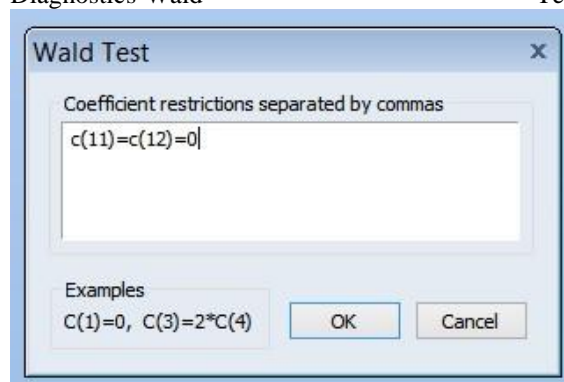 Diagnostics-Wald
Wald Test x
Coefficient restrictions separated by commas
c(11)=c(12)=0
Examples
C(1)=0, C(3)=2*C(4) OK Cancel